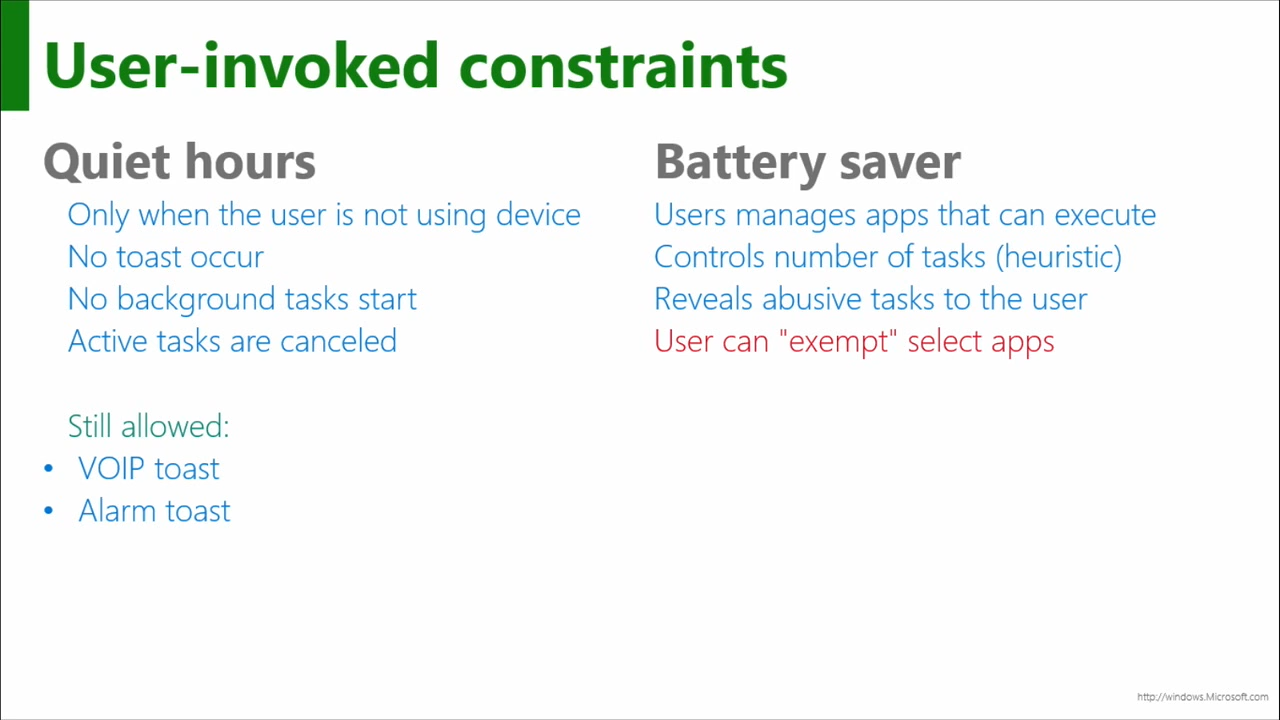 User-invoked constraints
Quiet hours
Only when the user is not using device
No toast occur
No background tasks start
Active tasks are canceled
Still allowed:
• VOIP toast
• Alarm toast
Battery saver
Users manages apps that can execute
Controls number of tasks (heuristic)
Reveals abusive tasks to the user
User can "exempt" select apps
http://windows.Microsoft.com